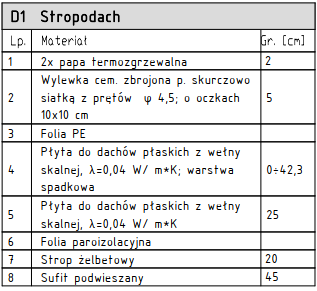 D1 Stropodach
Lp. Materiał Gr. [cm]
1 2x papa termozgrzewalna 2
Wylewka cem. zbrojona p. skurczowo
2 siatką z prętów φ 4,5; o oczkach 5
10x10 cm
3 Folia PE
Płyta do dachów płaskich z wełny
4 skalnej, λ=0,04 W/ m*K; warstwa 0÷42,3
spadkowa
5 Płyta do dachów płaskich z wełny 25
skalnej, λ=0,04 W/ m*K
6 Folia paroizolacyjna
7 Strop żelbetowy 20
8 Sufit podwieszany 45